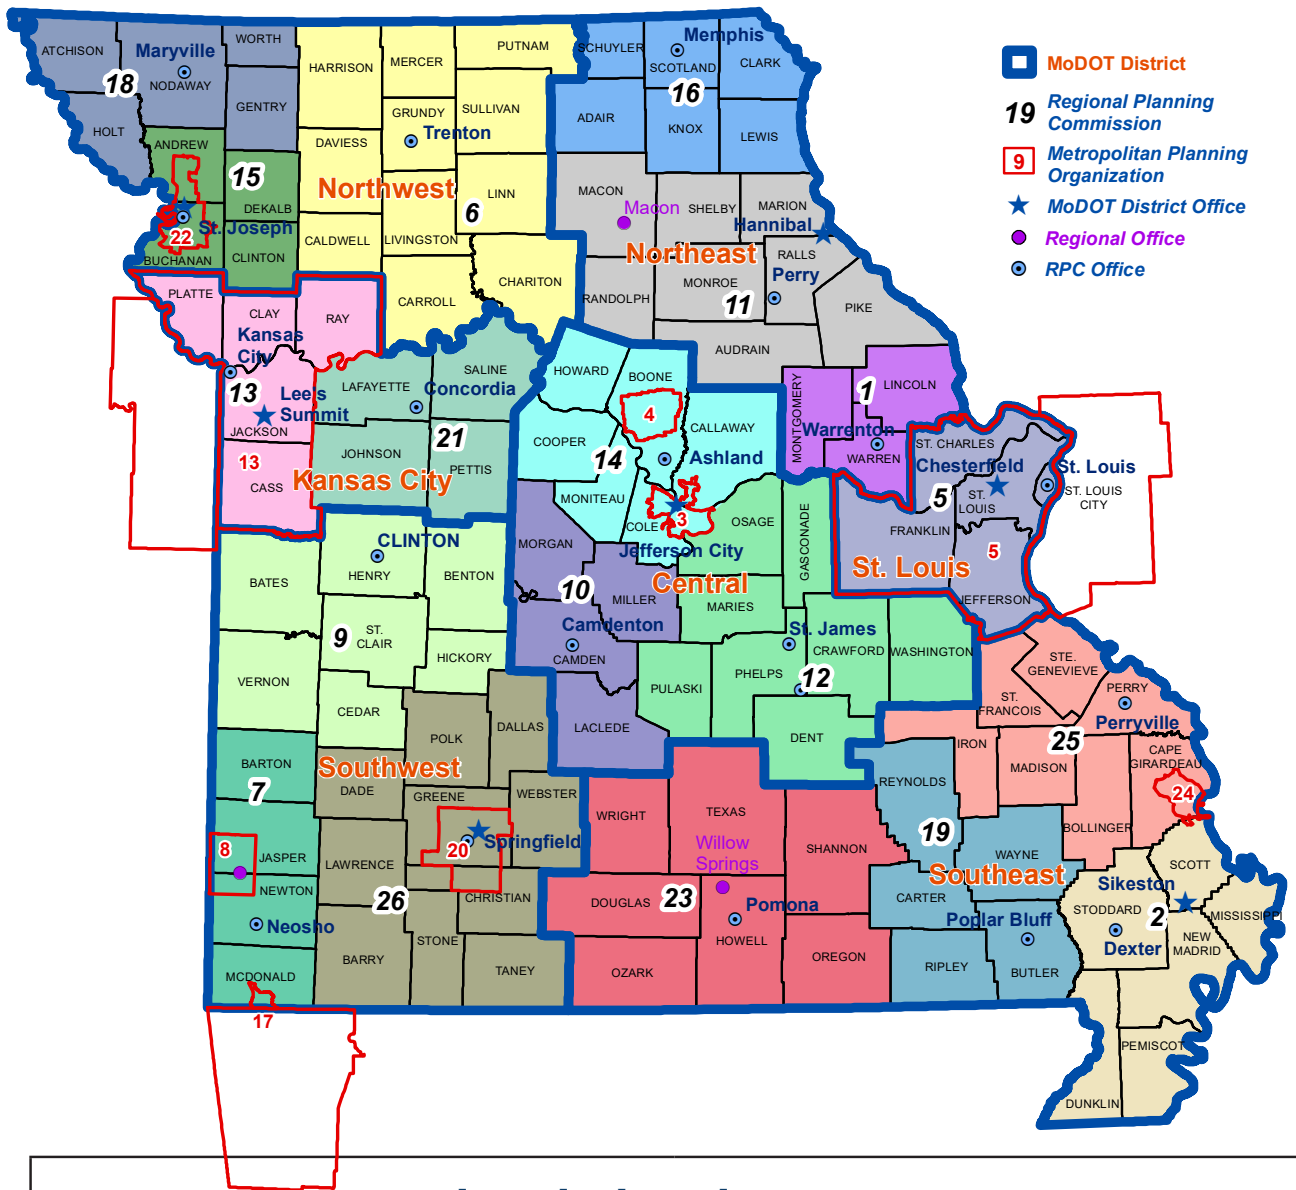 MoDOT District
19
Regional Planning
Commission
9
Metropolitan Planning
Organization
MoDOT District Office
Regional Office
RPC Office
ATCHISON
Maryville
WORTH
18
NODAWAY
GENTRY
HOLT
ANDREW
15
DEKALB
St. Joseph
22
BUCHANAN
CLINTON
HARRISON
MERCER
PUTNAM
GRUNDY
SULLIVAN
Trenton
DAVIESS
Northwest
LINN
6
CALDWELL
LIVINGSTON
CARROLL
CHARITON
SCHUYLER
Memphis
SCOTLAND
CLARK
16
ADAIR
KNOX
LEWIS
MACON
Macon
SHELBY
MARION
Hannibal
Northeast
RALLS
MONROE
Perry
RANDOLPH
11
PIKE
AUDRAIN
PLATTE
CLAY
RAY
Kansas
City
13
Lee's
Summit
JACKSON
13
CASS
LAFAYETTE
SALINE
Concordia
21
JOHNSON
PETTIS
Kansas City
HOWARD
BOONE
4
CALLAWAY
COOPER
14
Ashland
MONITEAU
COLE
3
Jefferson City
Central
OSAGE
GASCONADE
MONTGOMERY
1
LINCOLN
Warrenton
WARREN
ST. CHARLES
Chesterfield
St. Louis
5
ST.
LOUIS
ST. LOUIS
CITY
FRANKLIN
5
St. Louis
JEFFERSON
CLINTON
HENRY
BATES
BENTON
9
ST.
CLAIR
HICKORY
VERNON
CEDAR
MORGAN
10
MILLER
Camdenton
CAMDEN
LACLEDE
MARIES
St. James
PHELPS
CRAWFORD
WASHINGTON
12
PULASKI
DENT
STE.
GENEVIEVE
ST.
FRANCOIS
PERRY
Perryville
25
IRON
MADISON
CAPE
GIRARDEAU
24
BOLLINGER
BARTON
7
POLK
DALLAS
Southwest
DADE
GREENE
WEBSTER
8
JASPER
20
Springfield
LAWRENCE
NEWTON
26
CHRISTIAN
Neosho
STONE
BARRY
TANEY
MCDONALD
17
WRIGHT
TEXAS
Willow
Springs
SHANNON
DOUGLAS
23
Pomona
HOWELL
OZARK
OREGON
REYNOLDS
19
WAYNE
Southeast
CARTER
Poplar Bluff
RIPLEY
BUTLER
SCOTT
Sikeston
STODDARD
2
MISSISSIPPI
Dexter
NEW
MADRID
PEMISCOT
DUNKLIN